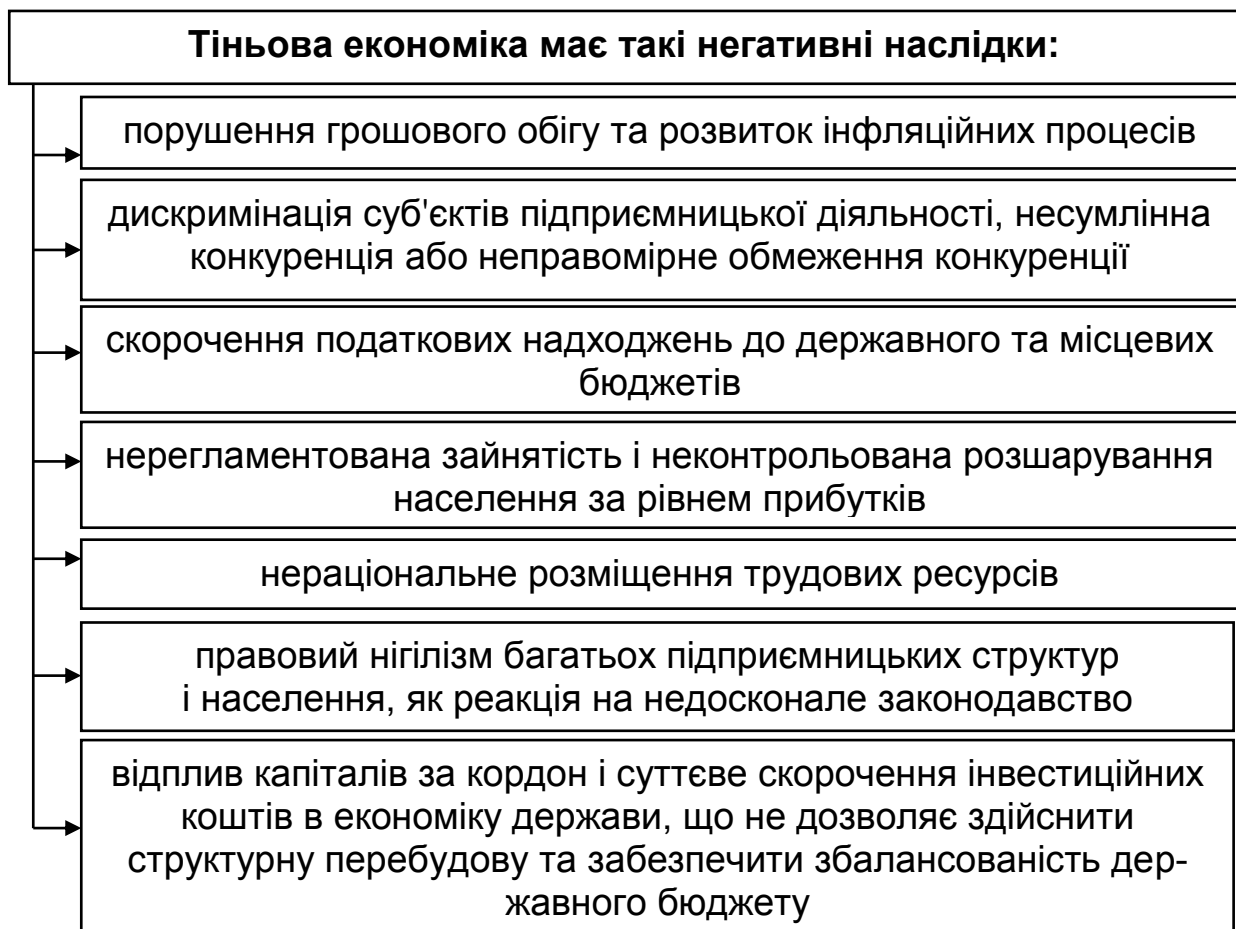 Тіньова економіка має такі негативні наслідки:
порушення грошового обігу та розвиток інфляційних процесів
дискримінація суб'єктів підприємницької діяльності, несумлінна
конкуренція або неправомірне обмеження конкуренції
скорочення податкових надходжень до державного та місцевих
бюджетів
нерегламентована зайнятість і неконтрольована розшарування
населення за рівнем прибутків
нераціональне розміщення трудових ресурсів
правовий нігілізм багатьох підприємницьких структур
і населення, як реакція на недосконале законодавство
відплив капіталів за кордон і суттєве скорочення інвестиційних
коштів в економіку держави, що не дозволяє здійснити
структурну перебудову та забезпечити збалансованість дер-
жавного бюджету